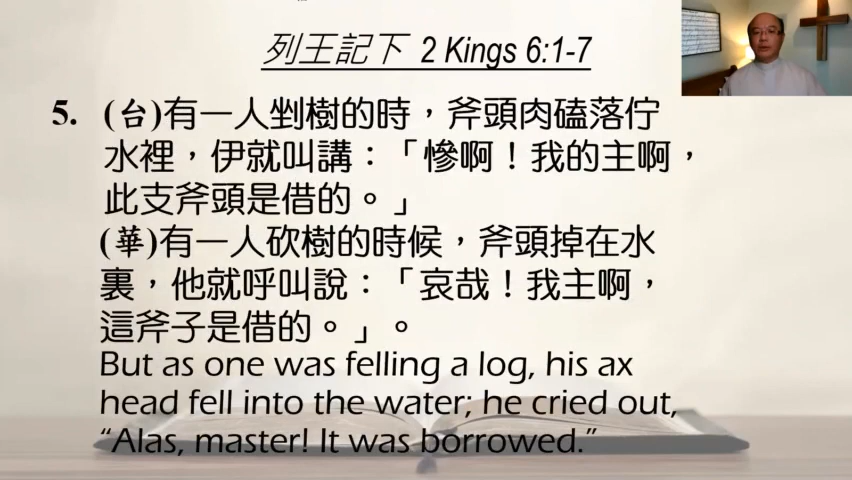 列王記下 2 Kings 6:1-7
5. (台)有一人剉樹的時，斧頭肉磕落佇
水裡，伊就叫講：「慘啊！我的主啊，
此支斧頭是借的。」
(華)有一人砍樹的時候，斧頭掉在水
裏，他就呼叫說：「哀哉！我主啊，
這斧子是借的。」。
But as one was felling a log, his ax
head fell into the water; he cried out,
“Alas, master! It was borrowed.”